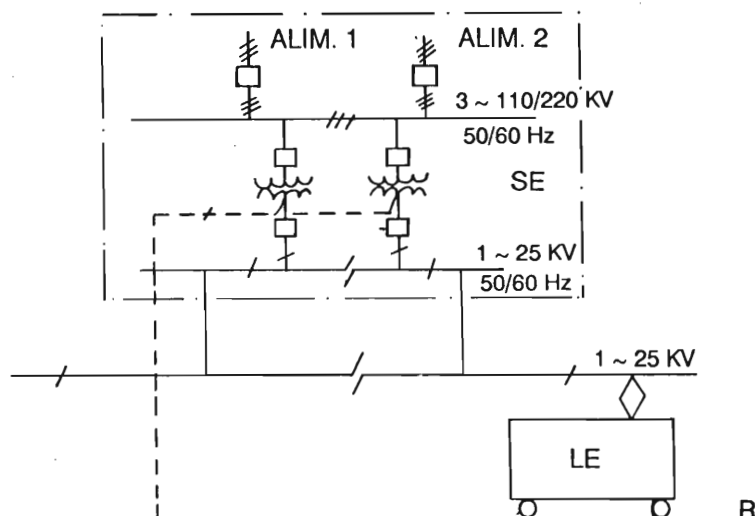 ALIM. 1
ALIM. 2
3 ~ 110/220 KV
50/60 Hz
SE
1 ~ 25 KV
50/60 Hz
1 ~ 25 KV
LE
R